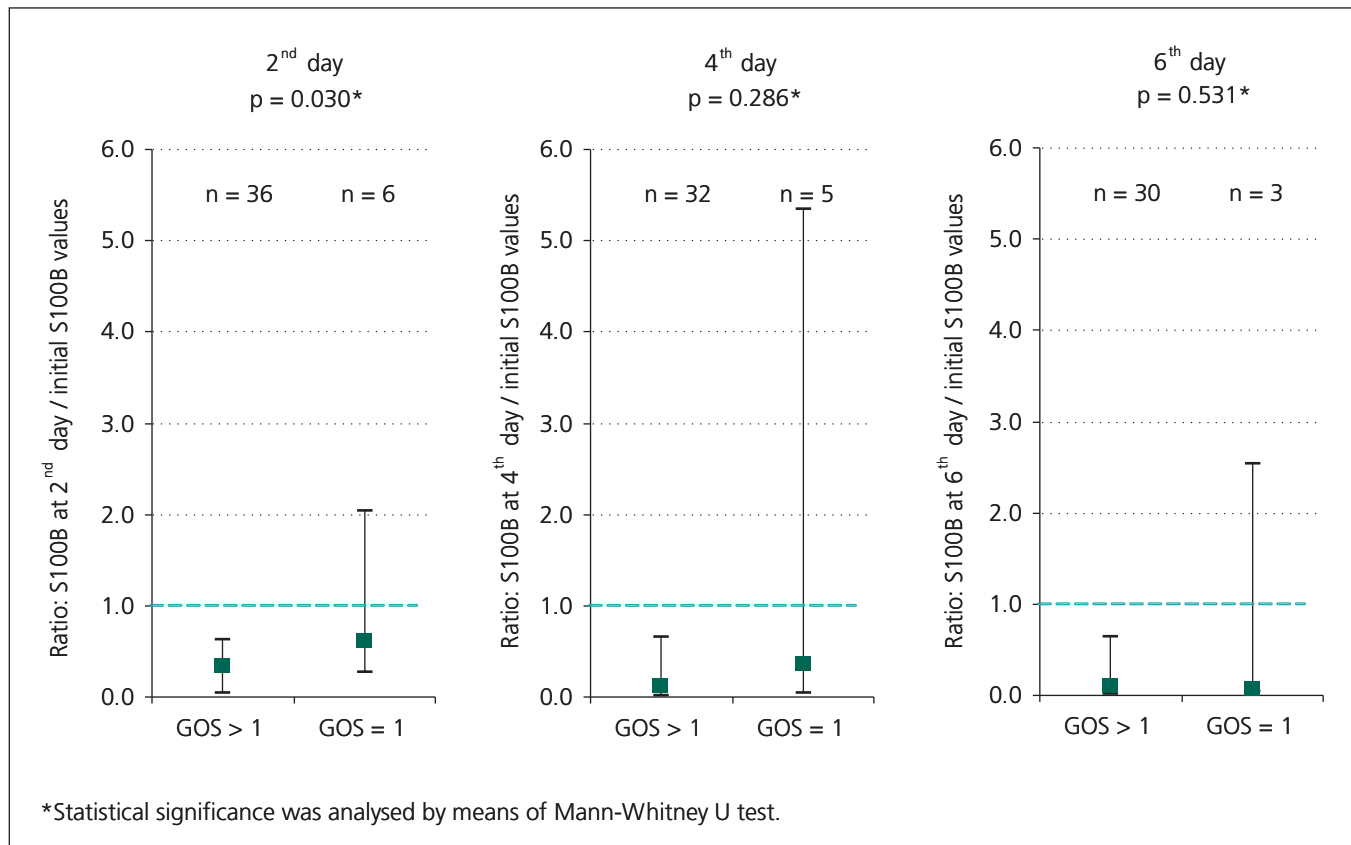 2nd day
p = 0.030*
Ratio: S100B at 2nd day / initial S100B values
6.0
5.0
4.0
3.0
2.0
1.0
0.0
n = 36 n = 6
GOS > 1 GOS = 1
4th day
p = 0.286*
Ratio: S100B at 4th day / initial S100B values
6.0
5.0
4.0
3.0
2.0
1.0
0.0
n = 32 n = 5
GOS > 1 GOS = 1
6th day
p = 0.531*
Ratio: S100B at 6th day / initial S100B values
6.0
5.0
4.0
3.0
2.0
1.0
0.0
n = 30 n = 3
GOS > 1 GOS = 1
*Statistical significance was analysed by means of Mann-Whitney U test.